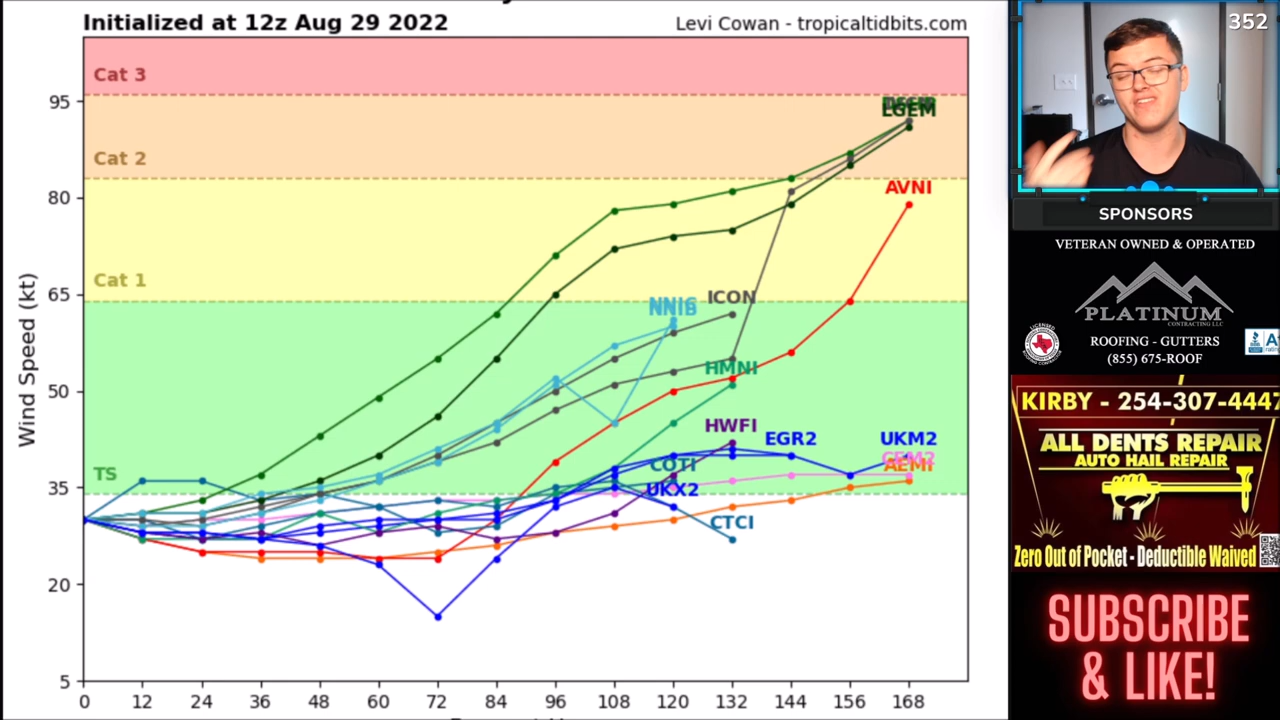 Initialized at 12z Aug 29 2022
Levi Cowan - tropicaltidbits.com
Cat 3
Cat 2
Cat 1
TS
Wind Speed (kt)
95
80
65
50
35
20
5
0 12 24 36 48 60 72 84 96 108 120 132 144 156 168
LGEM
AVNI
NNIB
ICON
HMNI
HWFI
EGR2
UKM2
COTI
AEMI
UKX2
CTCI
352
SPONSORS
VETERAN OWNED & OPERATED
PLATINUM
CONTRACTING LLC
ROOFING - GUTTERS
(855) 675-ROOF
KIRBY - 254-307-4447
ALL DENTS REPAIR
AUTO HAIL REPAIR
Zero Out of Pocket - Deductible Waived
SUBSCRIBE
& LIKE!